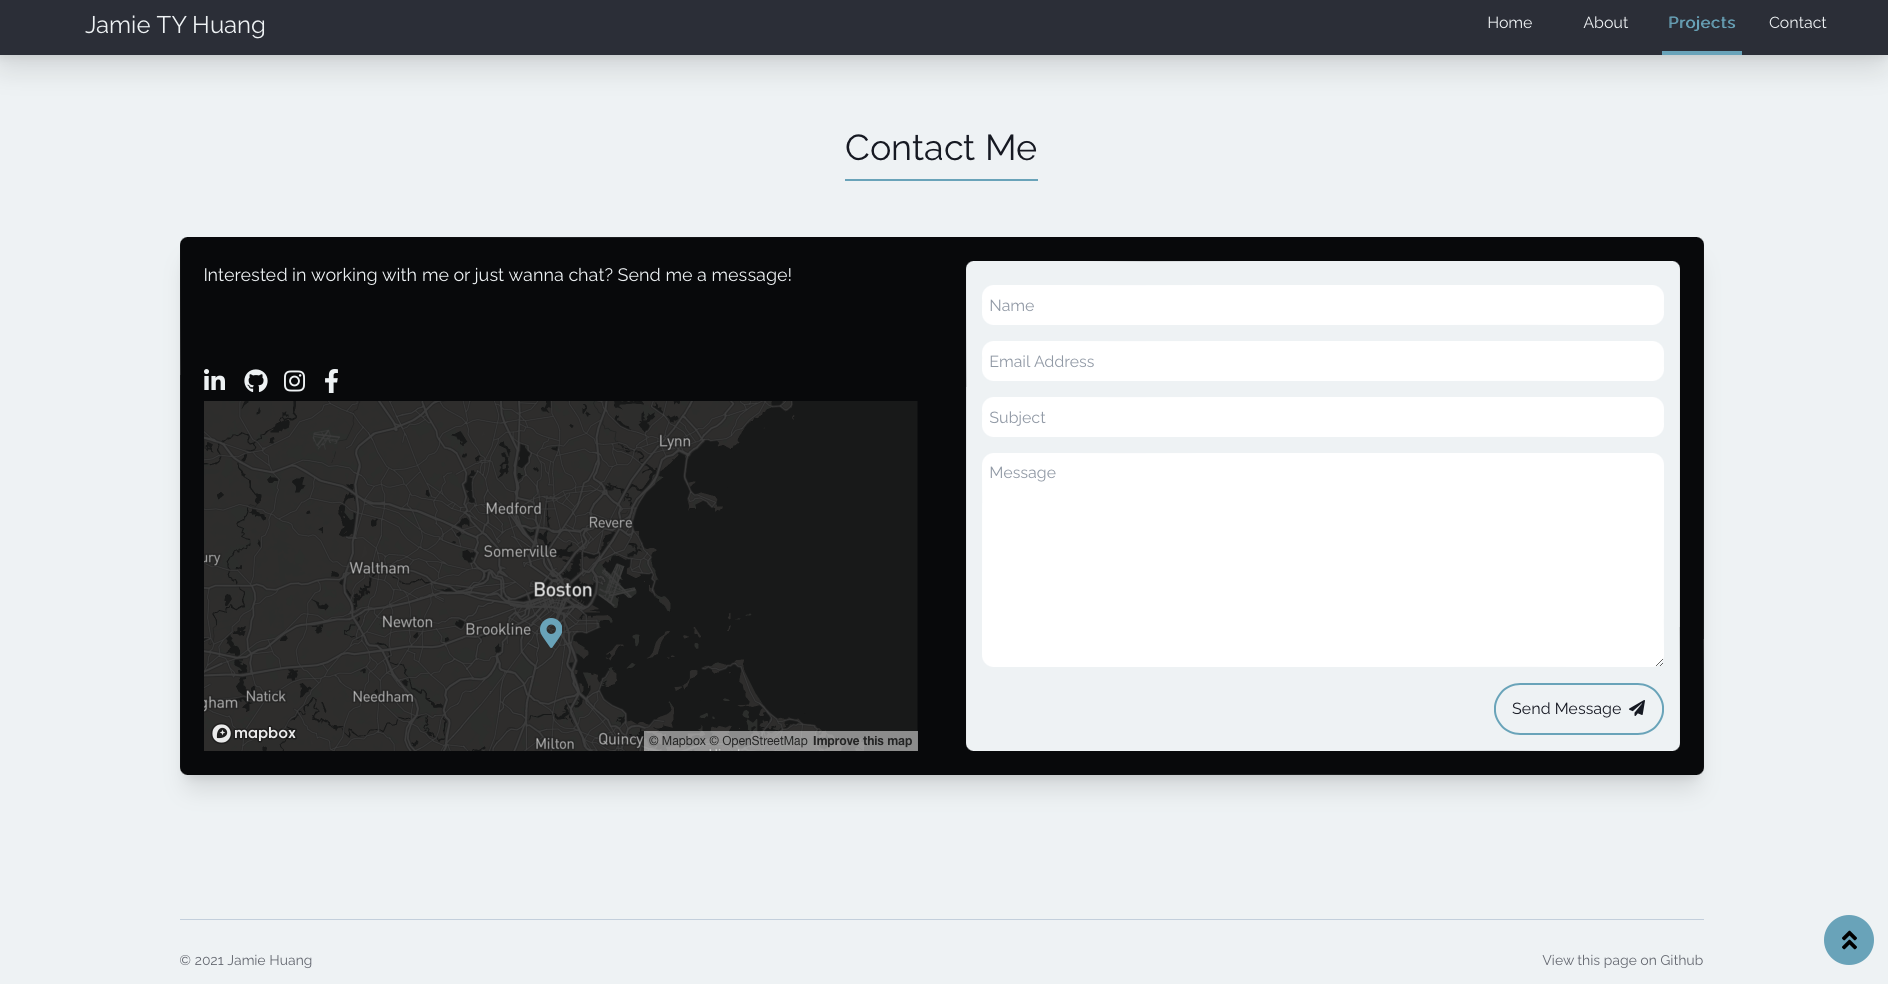 Jamie TY Huang
Home
About
Projects
Contact
Contact Me
Interested in working with me or just wanna chat? Send me a message!
Lynn
Medford
Revere
Somerville
ury
Waltham
Boston
Newton
Brookline
Natick
Needham
gham
mapbox
Milton
Quincy
© Mapbox © OpenStreetMap Improve this map
Name
Email Address
Subject
Message
Send Message
© 2021 Jamie Huang
View this page on Github